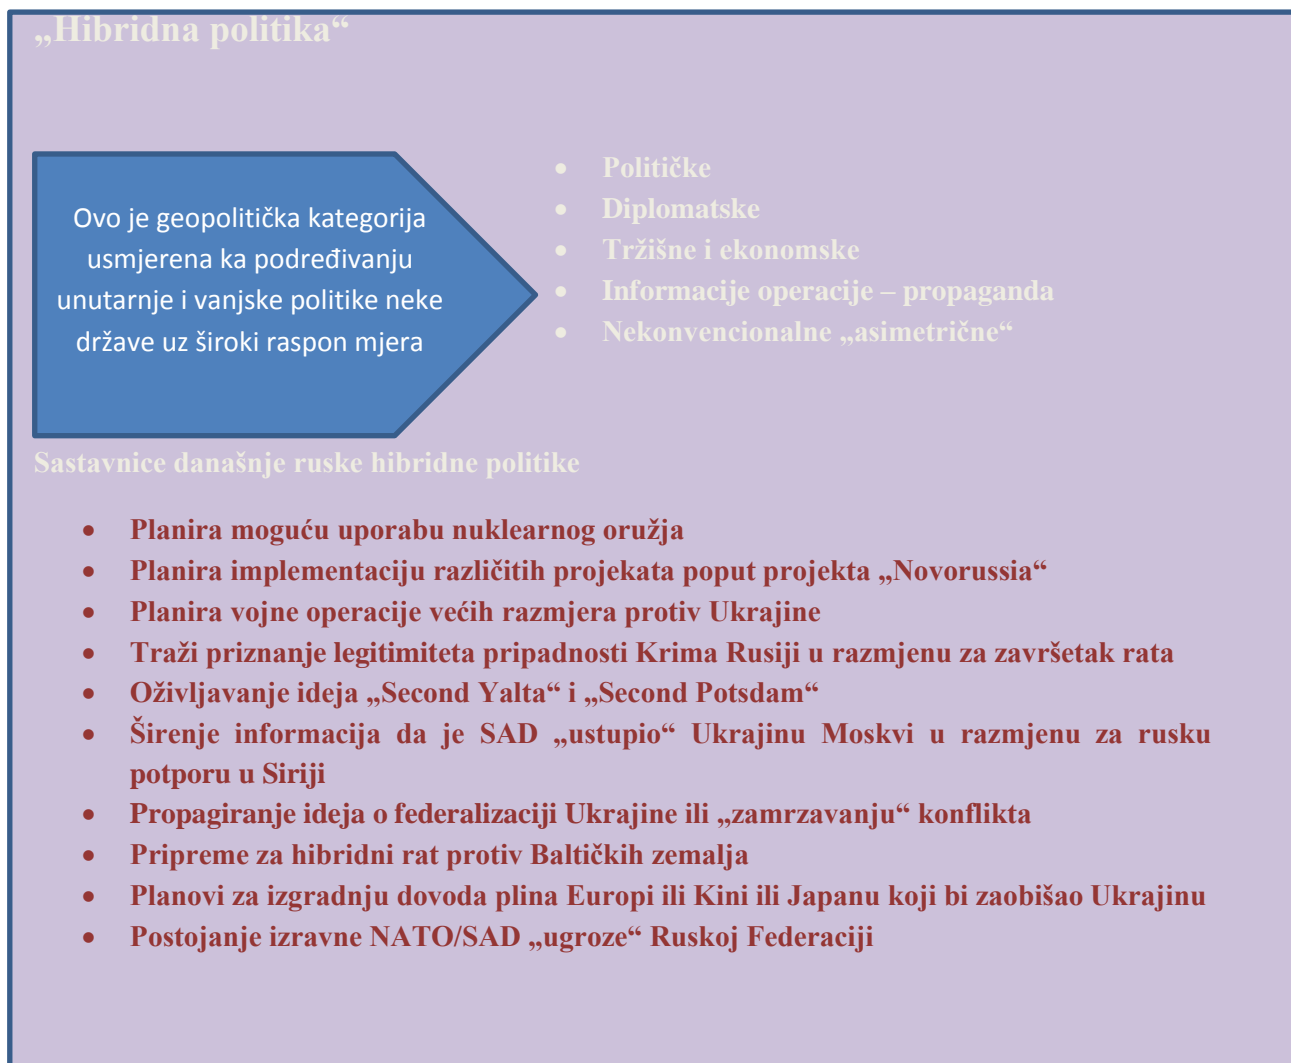 „Hibridna politika“
Ovo je geopolitička kategorija
usmjerena ka podređivanju
unutarnje i vanjske politike neke
države uz široki raspon mjera
• Političke
• Diplomatske
• Tržišne i ekonomske
• Informacije operacije – propaganda
• Nekonvencionalne „asimetrične“
Sastavnice današnje ruske hibridne politike
• Planira moguću uporabu nuklearnog oružja
• Planira implementaciju različitih projekata poput projekta „Novorussia“
• Planira vojne operacije većih razmjera protiv Ukrajine
• Traži priznanje legitimiteta pripadnosti Krima Rusiji u razmjenu za završetak rata
• Oživljavanje ideja „Second Yalta“ i „Second Potsdam“
• Širenje informacija da je SAD „ustupio“ Ukrajinu Moskvi u razmjenu za rusku
potporu u Siriji
• Propagiranje ideja o federalizaciji Ukrajine ili „zamrzavanju“ konflikta
• Pripreme za hibridni rat protiv Baltičkih zemalja
• Planovi za izgradnju dovoda plina Europi ili Kini ili Japanu koji bi zaobišao Ukrajinu
• Postojanje izravne NATO/SAD „ugroze“ Ruskoj Federaciji